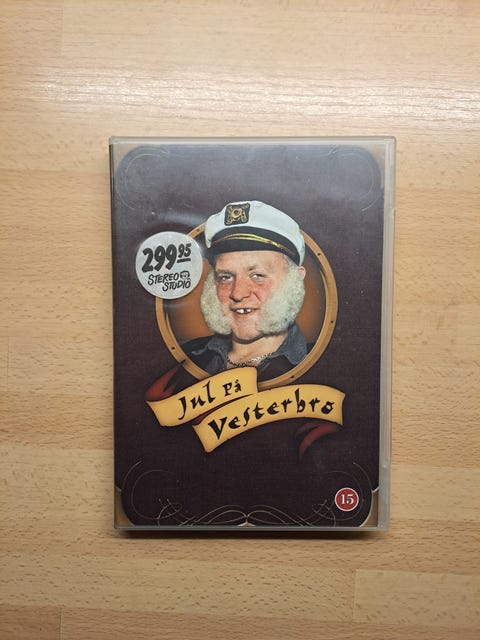 299 95
STEREO
STUDIO
Jul På
Vesterbro
15